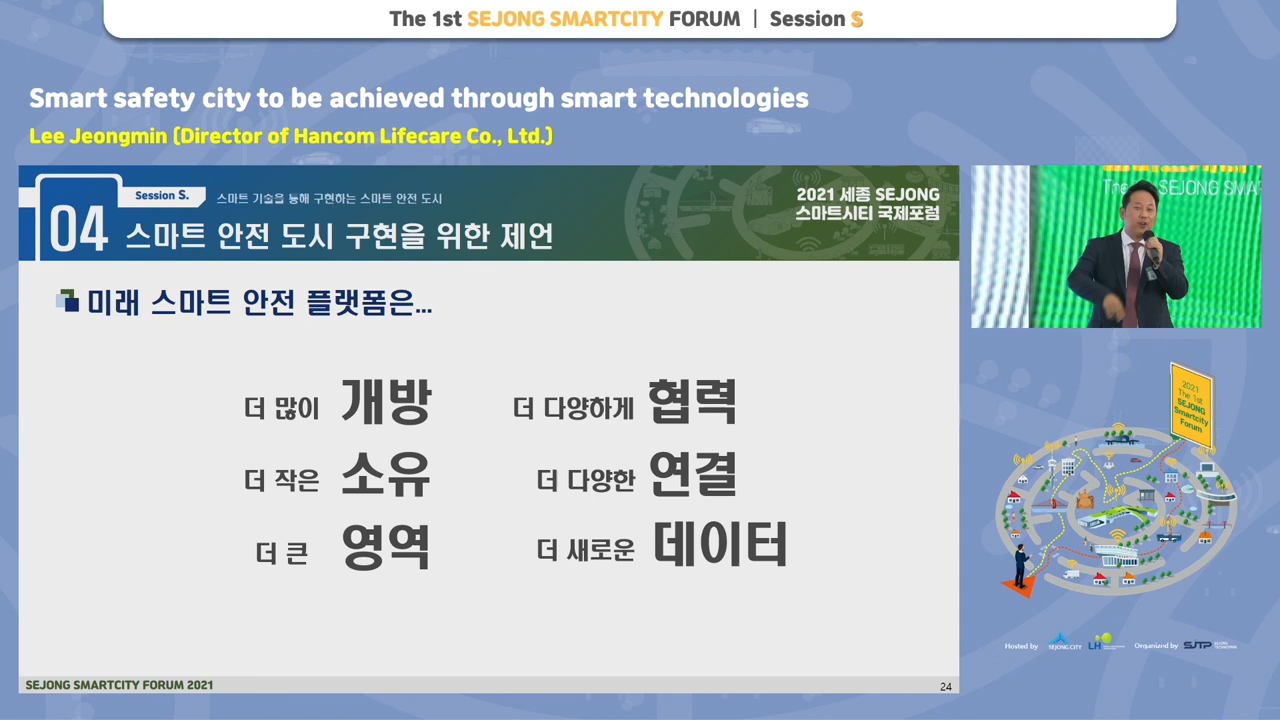 The 1st SEJONG SMARTCITY FORUM | Session S
Smart safety city to be achieved through smart technologies
Lee Jeongmin (Director of Hancom Lifecare Co., Ltd.)
04
Session S.
스마트 기술을 통해 구현하는 스마트 안전 도시
스마트 안전 도시 구현을 위한 제언
2021 세종 SEJONG
스마트시티 국제포럼
미래 스마트 안전 플랫폼은...
더 많이 개방
더 다양하게 협력
더 작은 소유
더 다양한 연결
더 큰 영역
더 새로운 데이터
SEJONG SMARTCITY FORUM 2021
24
SEJONG SMA
2021
The 1st
SEJONG
Smartcity
Forum
Hosted by SEJONG CITY LH Organized by SJTP